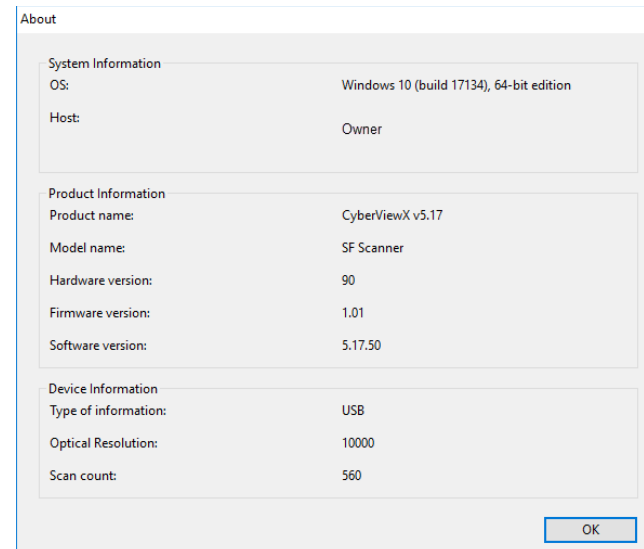 About
System Information
OS: Windows 10 (build 17134), 64-bit edition
Host: Owner
Product Information
Product name: CyberViewX v5.17
Model name: SF Scanner
Hardware version: 90
Firmware version: 1.01
Software version: 5.17.50
Device Information
Type of information: USB
Optical Resolution: 10000
Scan count: 560
OK